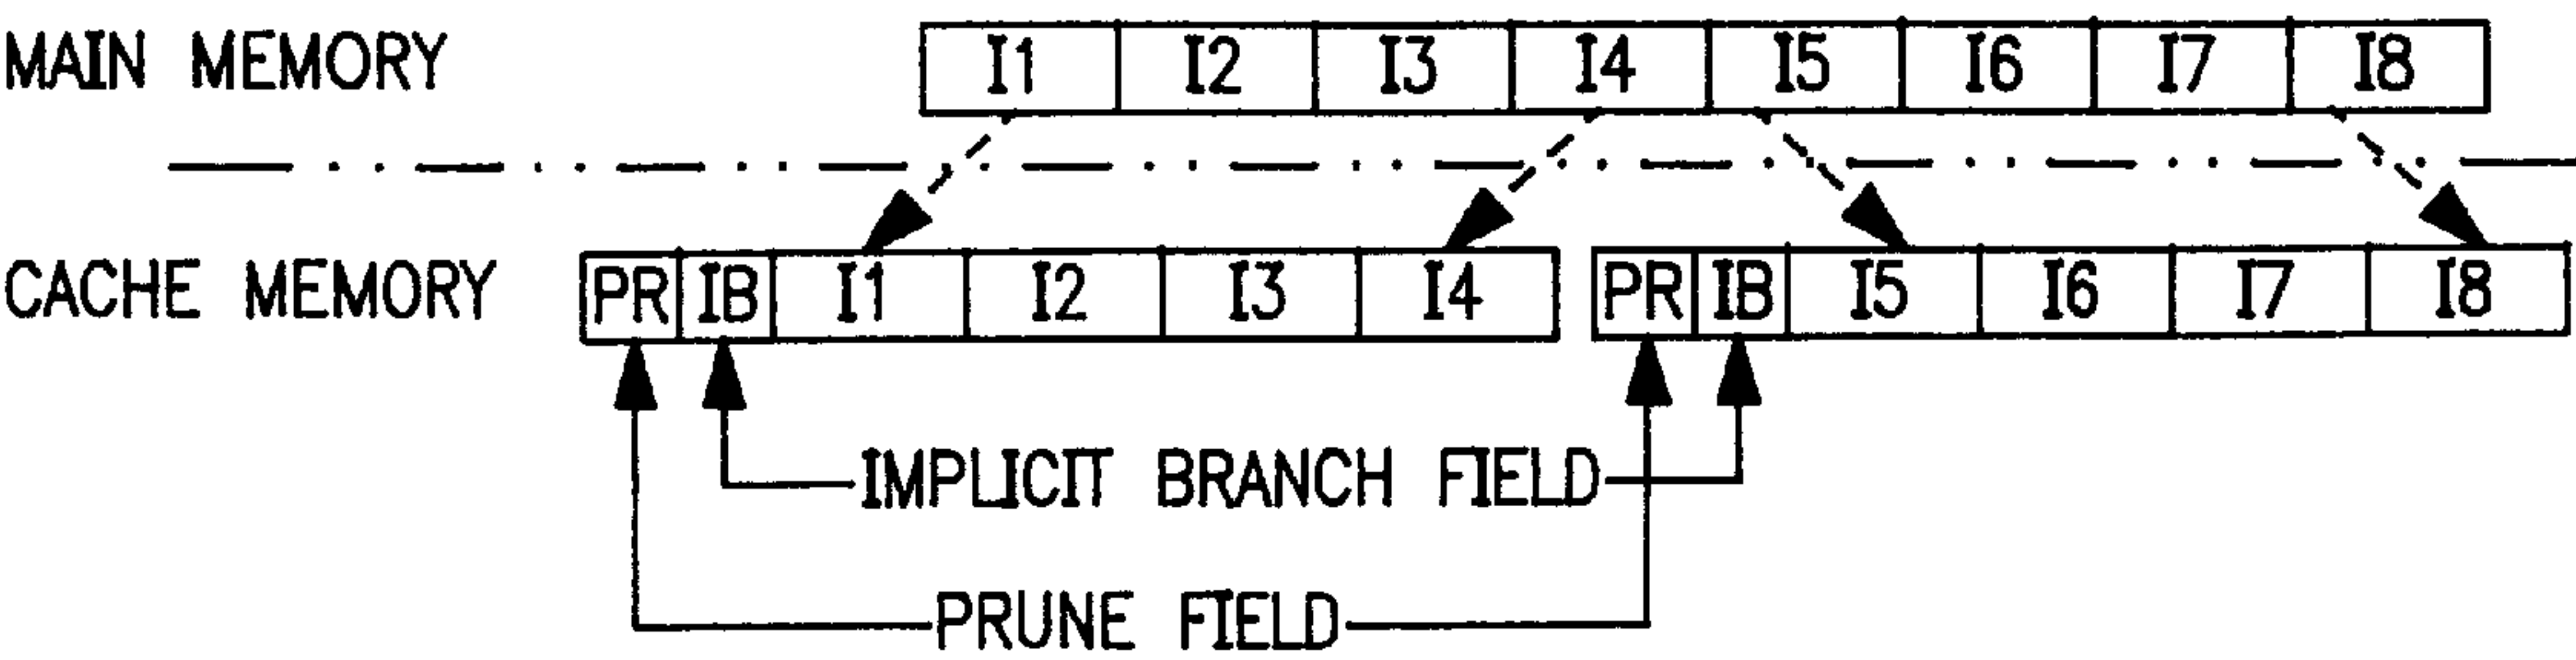 MAIN MEMORY I1 I2 I3 I4 I5 I6 I7 I8
CACHE MEMORY PR IB I1 I2 I3 I4 PR IB I5 I6 I7 I8
IMPLICIT BRANCH FIELD
PRUNE FIELD